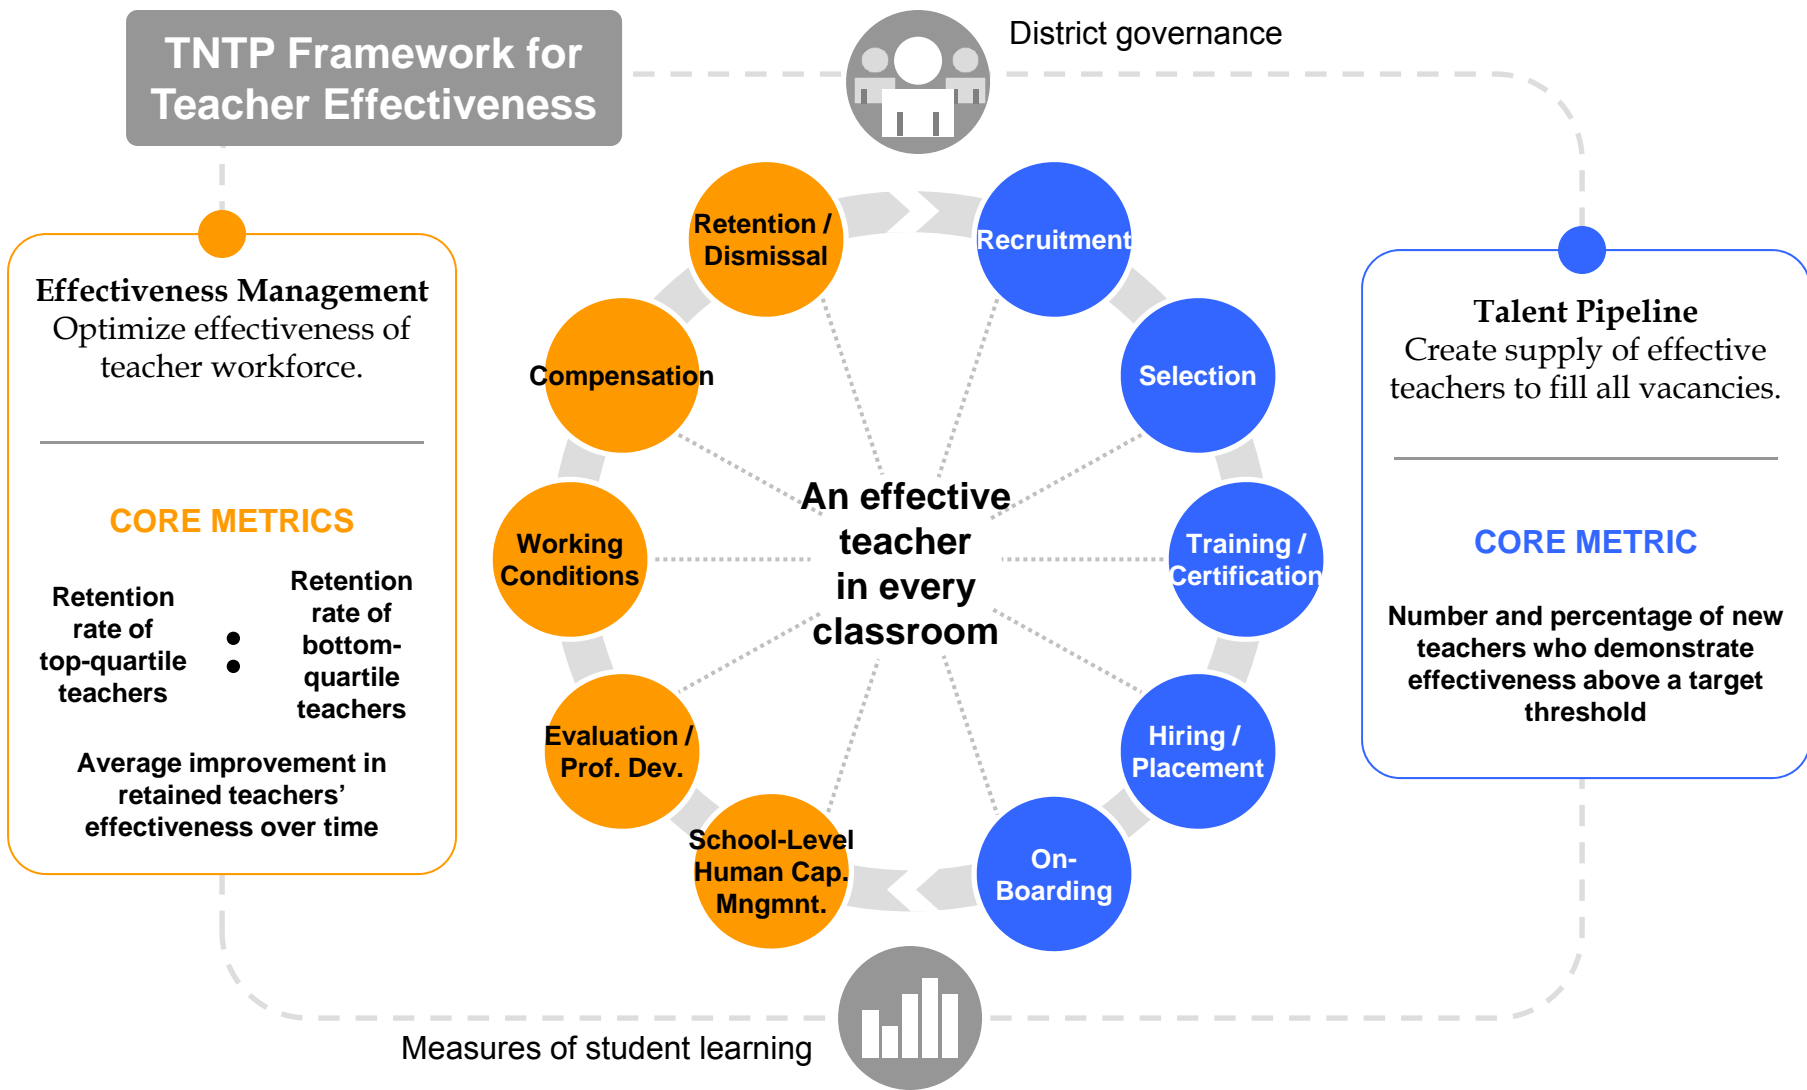 TNTP Framework for
Teacher Effectiveness
District governance
Effectiveness Management
Optimize effectiveness of
teacher workforce.
CORE METRICS
Retention
rate of
top-quartile
teachers
:
Retention
rate of
bottom-
quartile
teachers
Average improvement in
retained teachers’
effectiveness over time
Retention /
Dismissal
Compensation
Working
Conditions
Evaluation /
Prof. Dev.
School-Level
Human Cap.
Mngmnt.
An effective
teacher
in every
classroom
Recruitment
Selection
Training /
Certification
Hiring /
Placement
On-
Boarding
Talent Pipeline
Create supply of effective
teachers to fill all vacancies.
CORE METRIC
Number and percentage of new
teachers who demonstrate
effectiveness above a target
threshold
Measures of student learning